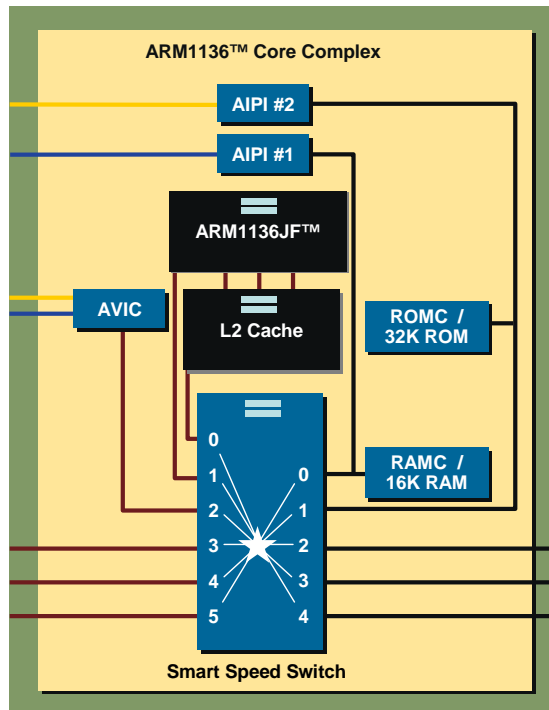 ARM1136™ Core Complex
AIPI #2
AIPI #1
ARM1136JF™
AVIC
L2 Cache
ROMC /
32K ROM
0
1
2
3
4
5
0
1
2
3
4
RAMC /
16K RAM
Smart Speed Switch